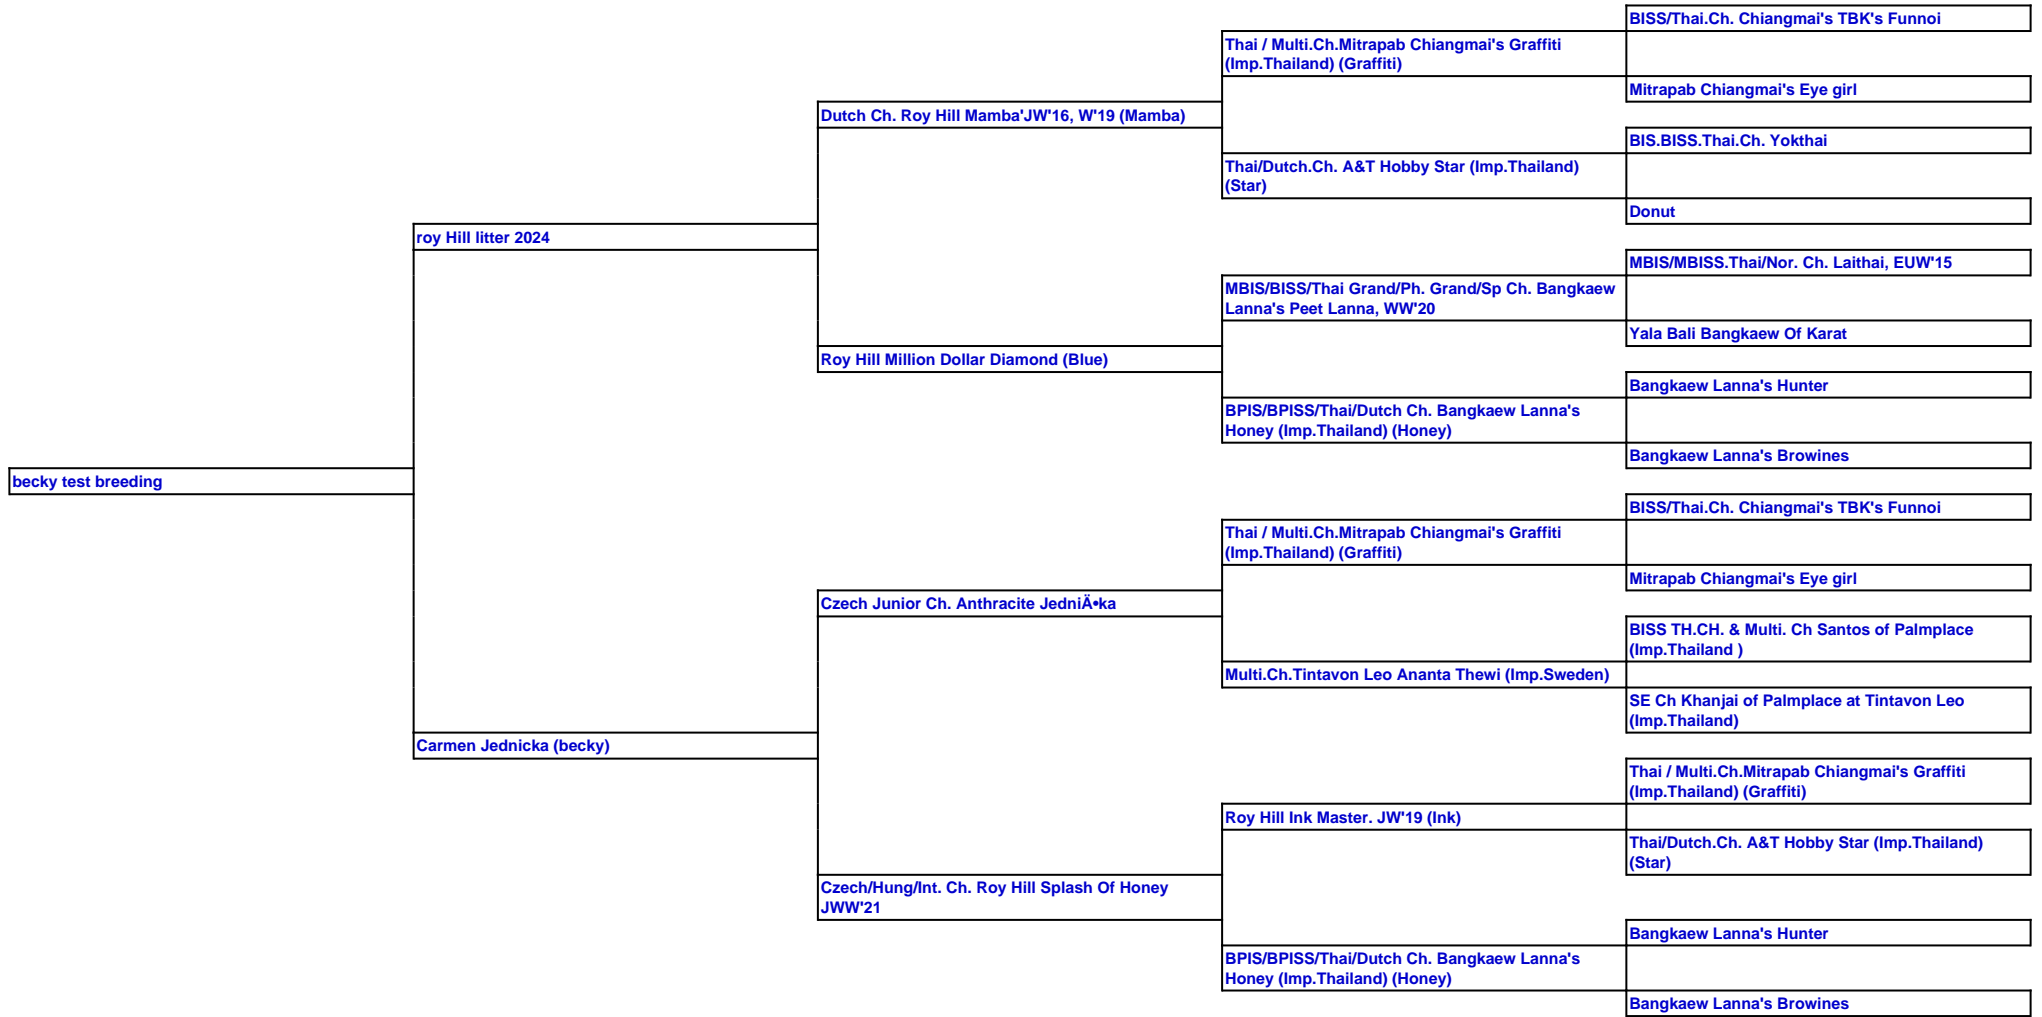 BISS/Thai.Ch. Chiangmai's TBK's Funnoi
Thai / Multi.Ch.Mitrapab Chiangmai's Graffiti
(Imp.Thailand) (Graffiti)
Mitrapab Chiangmai's Eye girl
Dutch Ch. Roy Hill Mamba'JW'16, W'19 (Mamba)
BIS.BISS.Thai.Ch. Yokthai
Thai/Dutch.Ch. A&T Hobby Star (Imp.Thailand)
(Star)
Donut
roy Hill litter 2024
MBIS/MBISS.Thai/Nor. Ch. Laithai, EUW'15
MBIS/BISS/Thai Grand/Ph. Grand/Sp Ch. Bangkaew
Lanna's Peet Lanna, WW'20
Yala Bali Bangkaew Of Karat
Roy Hill Million Dollar Diamond (Blue)
Bangkaew Lanna's Hunter
BPIS/BPISS/Thai/Dutch Ch. Bangkaew Lanna's
Honey (Imp.Thailand) (Honey)
Bangkaew Lanna's Browines
becky test breeding
BISS/Thai.Ch. Chiangmai's TBK's Funnoi
Thai / Multi.Ch.Mitrapab Chiangmai's Graffiti
(Imp.Thailand) (Graffiti)
Mitrapab Chiangmai's Eye girl
Czech Junior Ch. Anthracite JedniÄ•ka
BISS TH.CH. & Multi. Ch Santos of Palmplace
(Imp.Thailand )
Multi.Ch.Tintavon Leo Ananta Thewi (Imp.Sweden)
SE Ch Khanjai of Palmplace at Tintavon Leo
(Imp.Thailand)
Carmen Jednicka (becky)
Thai / Multi.Ch.Mitrapab Chiangmai's Graffiti
(Imp.Thailand) (Graffiti)
Roy Hill Ink Master. JW'19 (Ink)
Thai/Dutch.Ch. A&T Hobby Star (Imp.Thailand)
(Star)
Czech/Hung/Int. Ch. Roy Hill Splash Of Honey
JWW'21
Bangkaew Lanna's Hunter
BPIS/BPISS/Thai/Dutch Ch. Bangkaew Lanna's
Honey (Imp.Thailand) (Honey)
Bangkaew Lanna's Browines